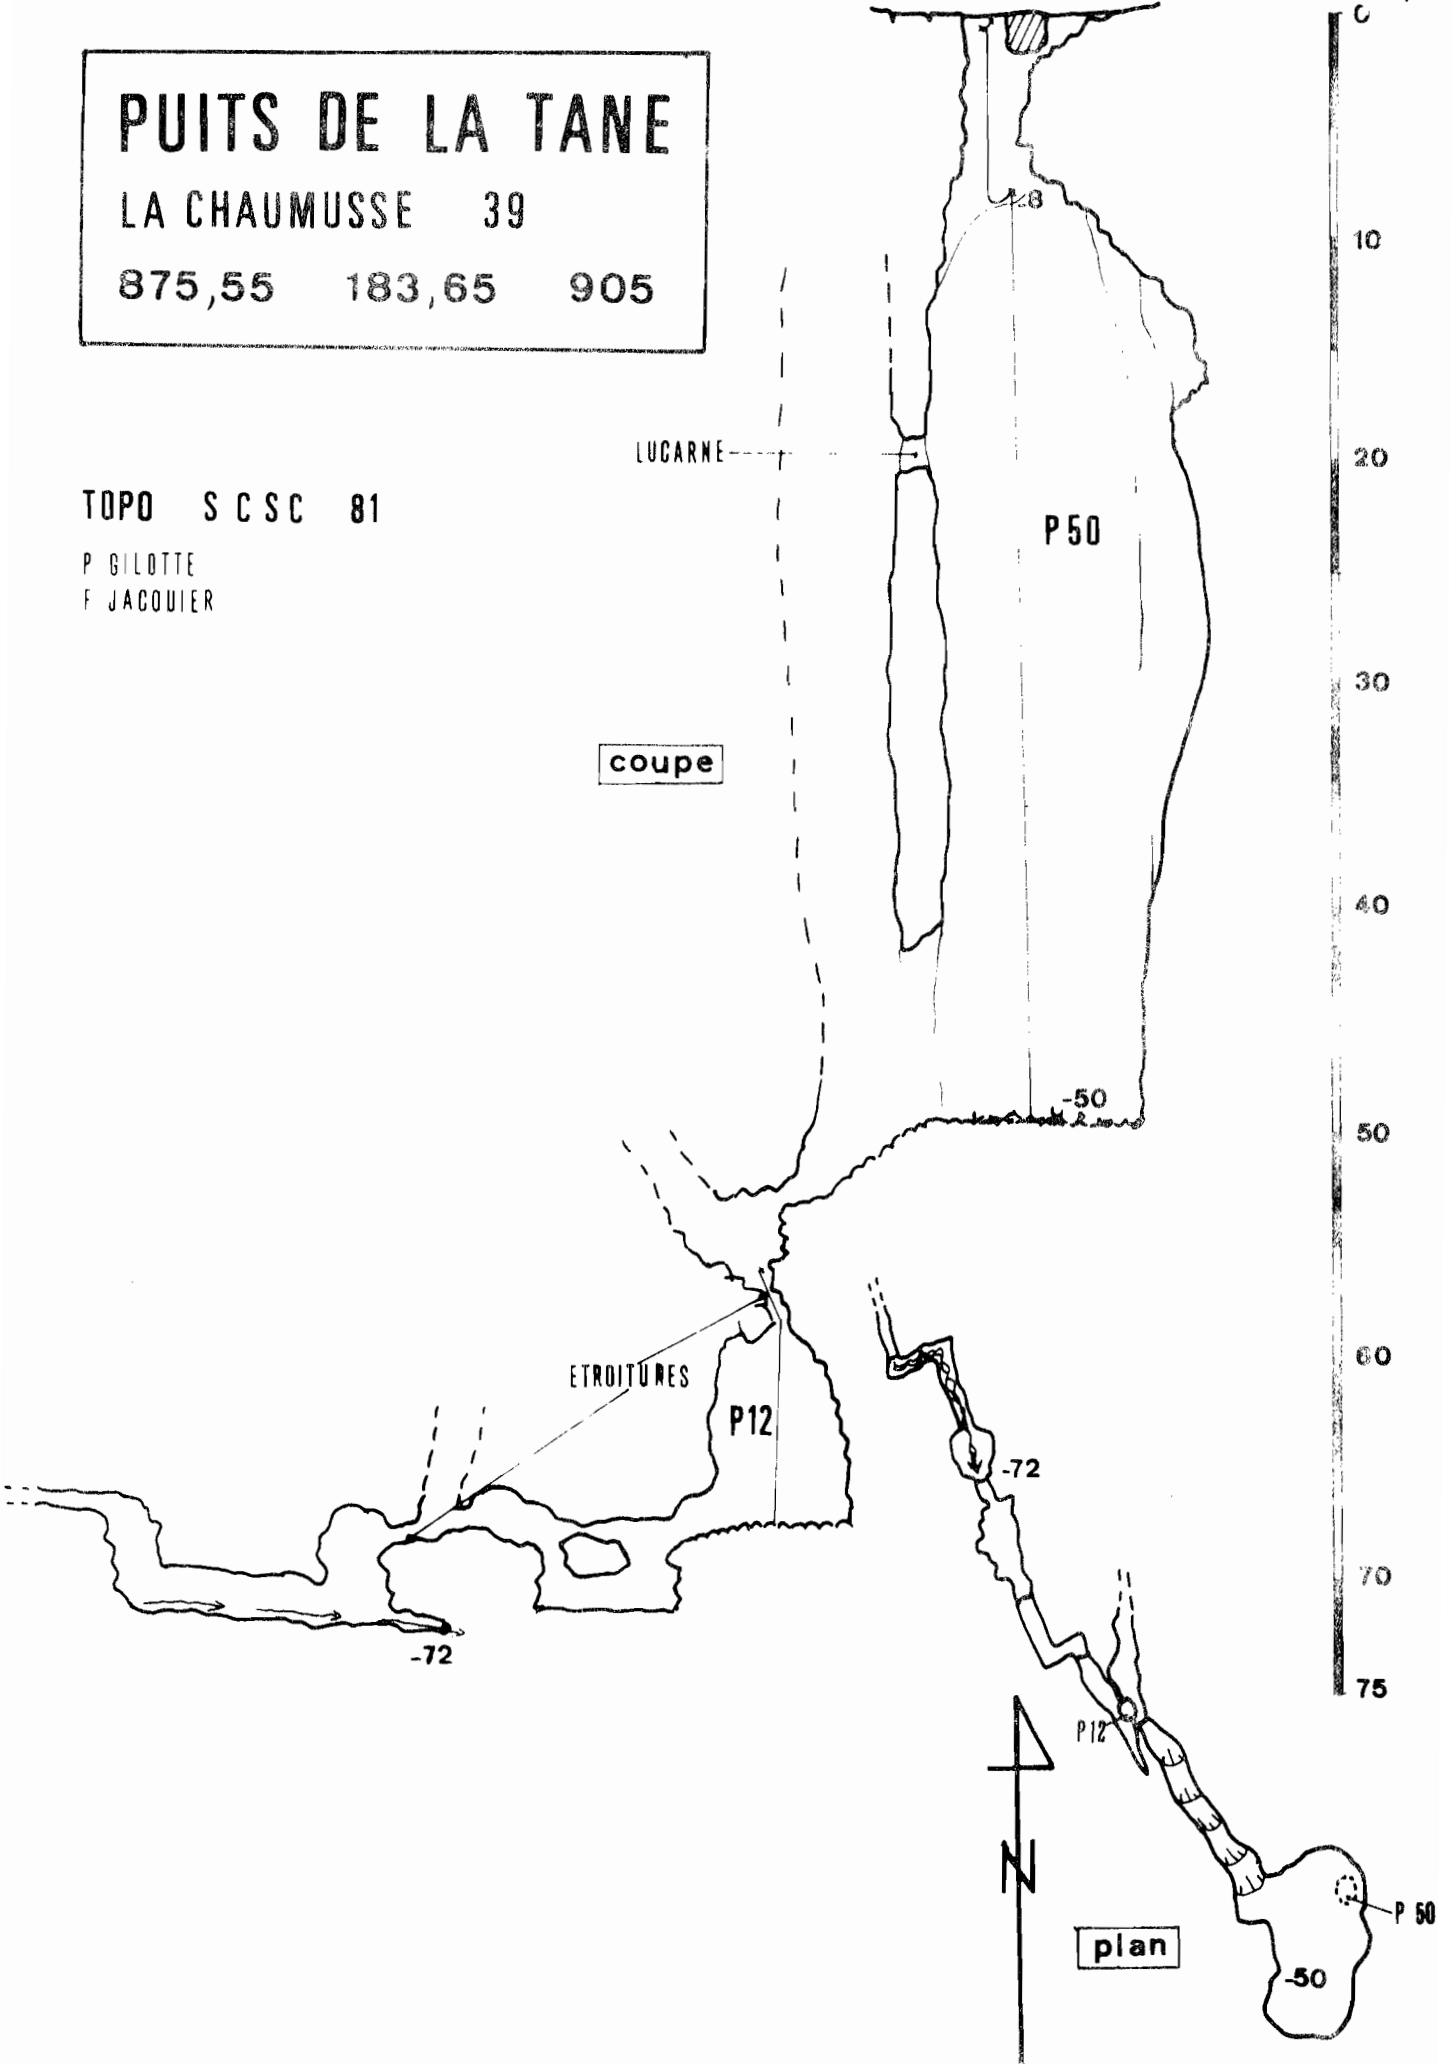 PUITS DE LA TANE
LA CHAUMUSSE 39
875,55 183,65 905
TOPO SCSC 81
P GILOTTE
F JACQUIER
0
-8
10
LUCARNE
20
P50
30
coupe
40
-50
50
ETROITURES
60
P12
-72
-72
70
75
P12
N
P 50
plan
-50